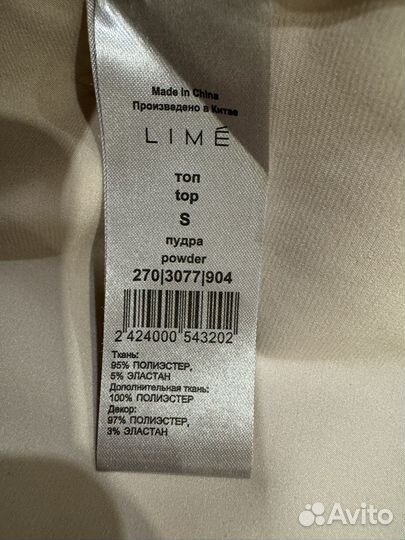 Made in China
Произведено в Китае
LIMÉ
топ
top
S
пудра
powder
270|3077|904
2 424000 543202
Ткань:
95% ПОЛИЭСТЕР,
5% ЭЛАСТАН
Дополнительная ткань:
100% ПОЛИЭСТЕР
Декор:
97% ПОЛИЭСТЕР,
3% ЭЛАСТАН
Avito